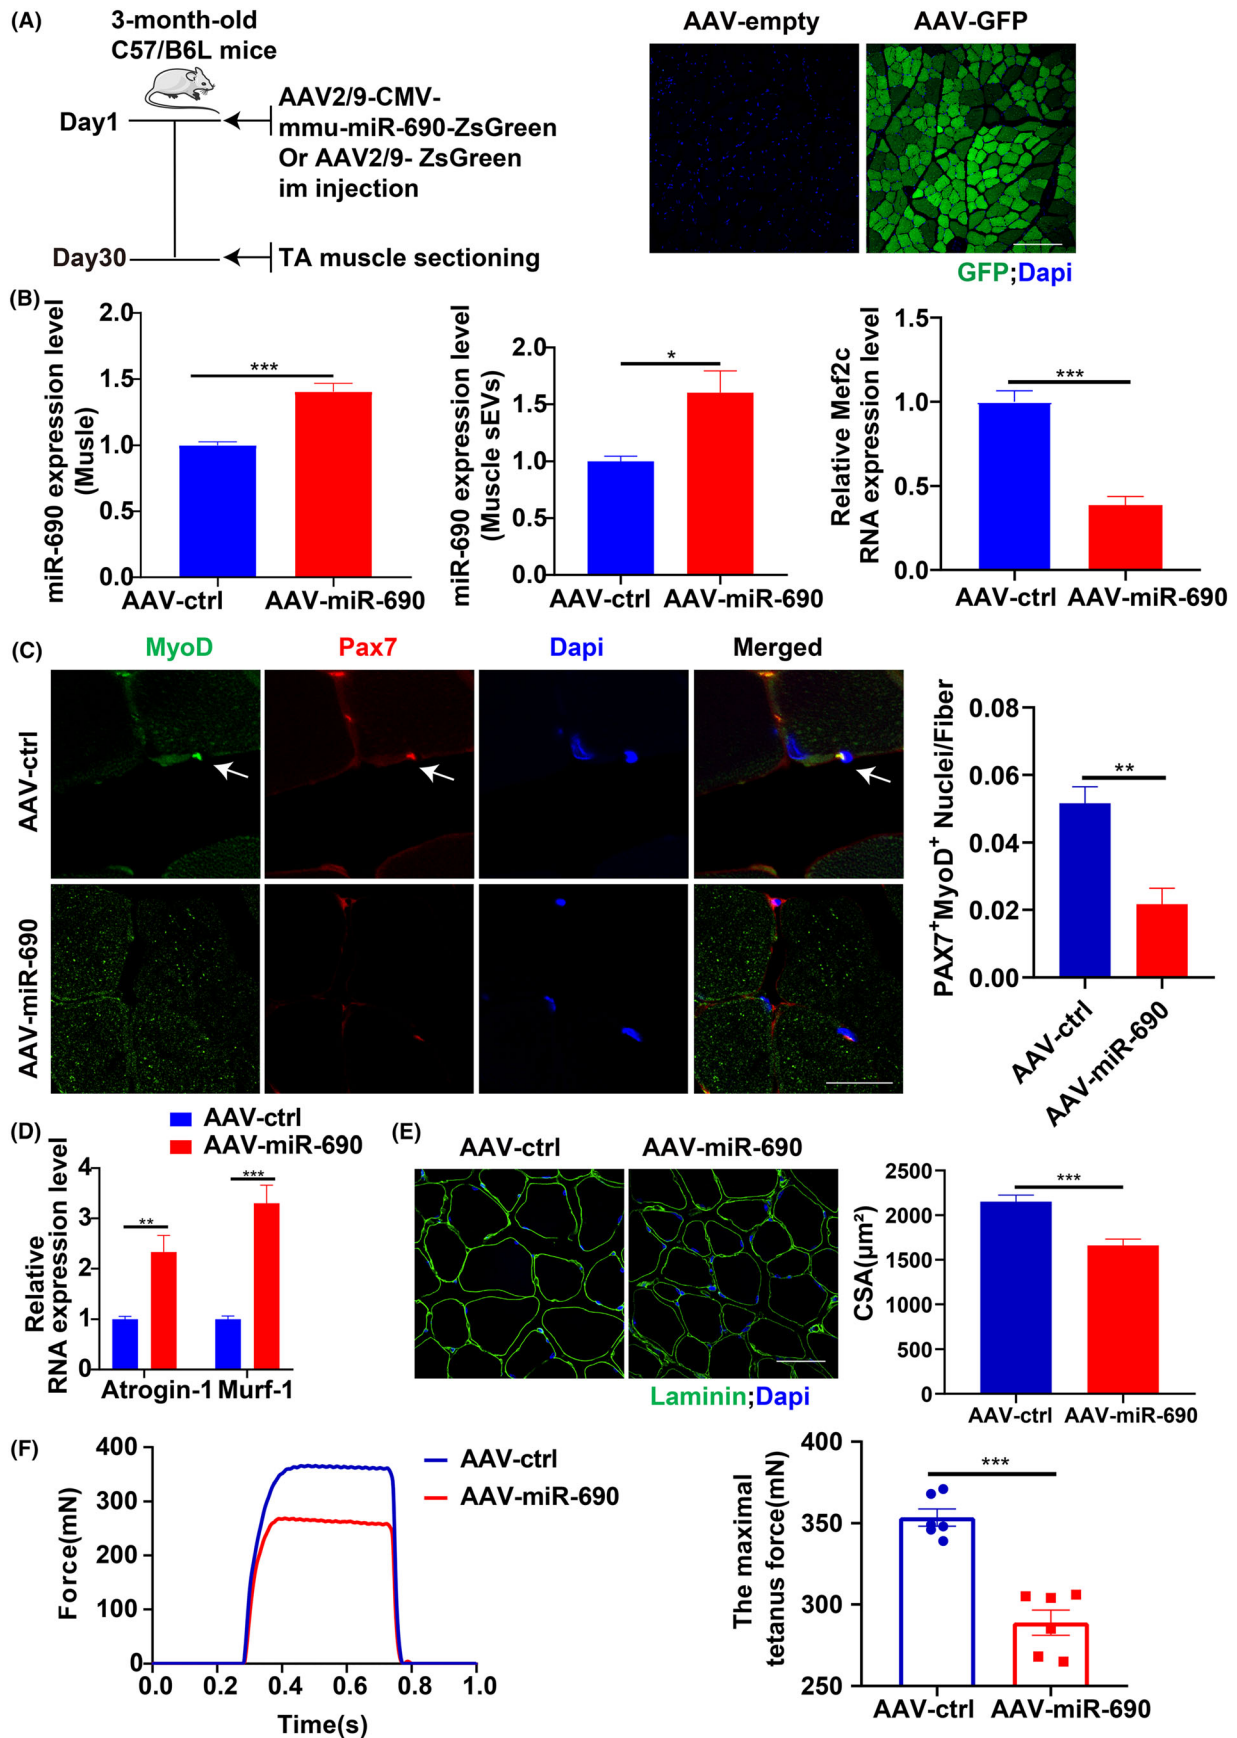 (A)
3-month-old
C57/B6L mice
Day1
AAV2/9-CMV-
mmu-miR-690-ZsGreen
Or AAV2/9- ZsGreen
im injection
Day30
TA muscle sectioning
AAV-empty
AAV-GFP
GFP;Dapi
(B)
miR-690 expression level
(Musle)
2.0
1.5
1.0
0.5
0.0
***
AAV-ctrl
AAV-miR-690
miR-690 expression level
(Muscle sEVs)
2.0
1.5
1.0
0.5
0.0
*
AAV-ctrl
AAV-miR-690
Relative Mef2c
RNA expression level
1.5
1.0
0.5
0.0
***
AAV-ctrl
AAV-miR-690
(C)
MyoD
Pax7
Dapi
Merged
AAV-ctrl
AAV-miR-690
PAX7⁺MyoD⁺ Nuclei/Fiber
0.08
0.06
0.04
0.02
0.00
**
AAV-ctrl
AAV-miR-690
(D)
AAV-ctrl
AAV-miR-690
Relative
RNA expression level
4
3
2
1
0
**
***
Atrogin-1
Murf-1
(E)
AAV-ctrl
AAV-miR-690
Laminin;Dapi
CSA(µm²)
2500
2000
1500
1000
500
0
***
AAV-ctrl
AAV-miR-690
(F)
Force(mN)
400
300
200
100
0
0.0
0.2
0.4
0.6
0.8
1.0
Time(s)
AAV-ctrl
AAV-miR-690
The maximal
tetanus force(mN)
400
350
300
250
***
AAV-ctrl
AAV-miR-690